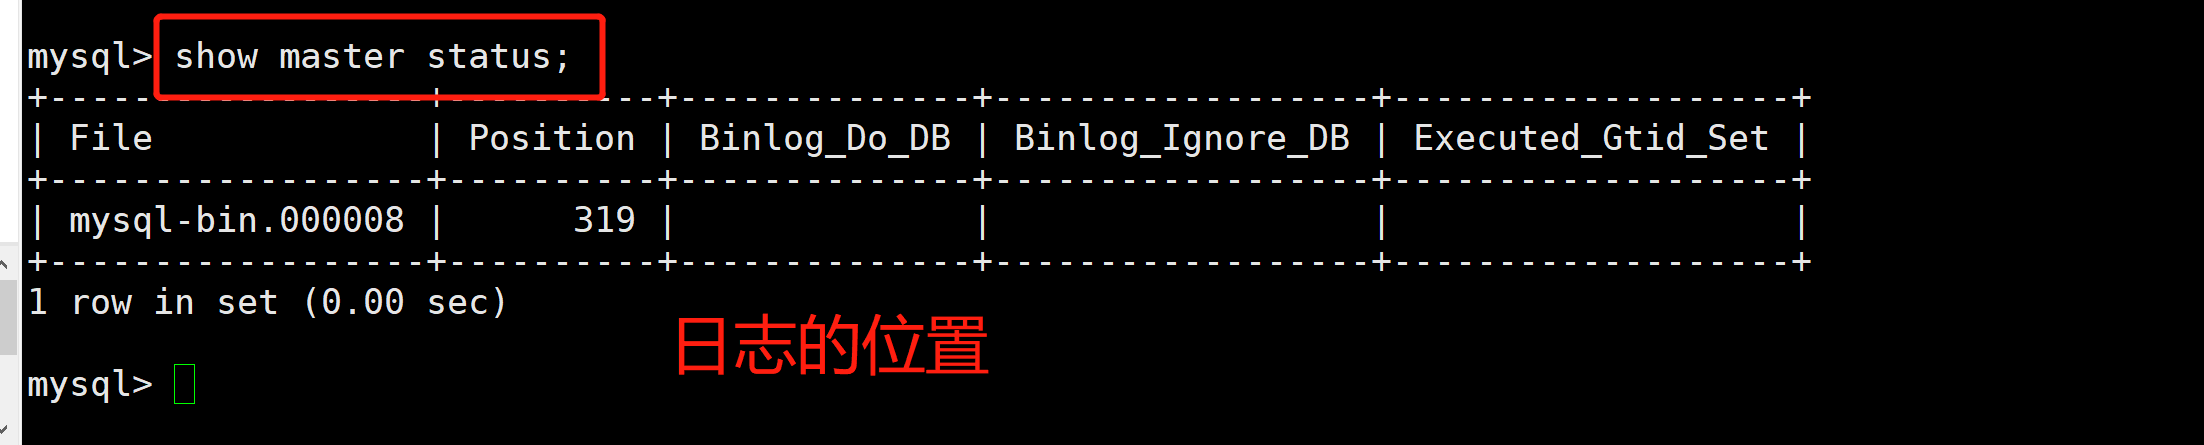 mysql> show master status;
+------------------+----------+--------------+------------------+-------------------+
| File             | Position | Binlog_Do_DB | Binlog_Ignore_DB | Executed_Gtid_Set |
+------------------+----------+--------------+------------------+-------------------+
| mysql-bin.000008 |      319 |              |                  |                   |
+------------------+----------+--------------+------------------+-------------------+
1 row in set (0.00 sec)
日志的位置
mysql>